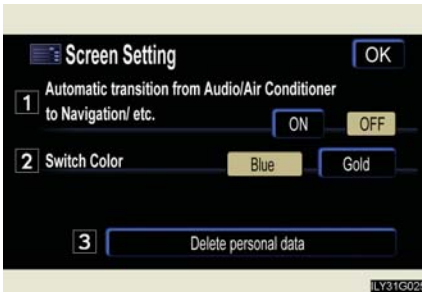 Screen Setting OK
1 Automatic transition from Audio/Air Conditioner
to Navigation/ etc.
ON OFF
2 Switch Color Blue Gold
3 Delete personal data
ILY31G029